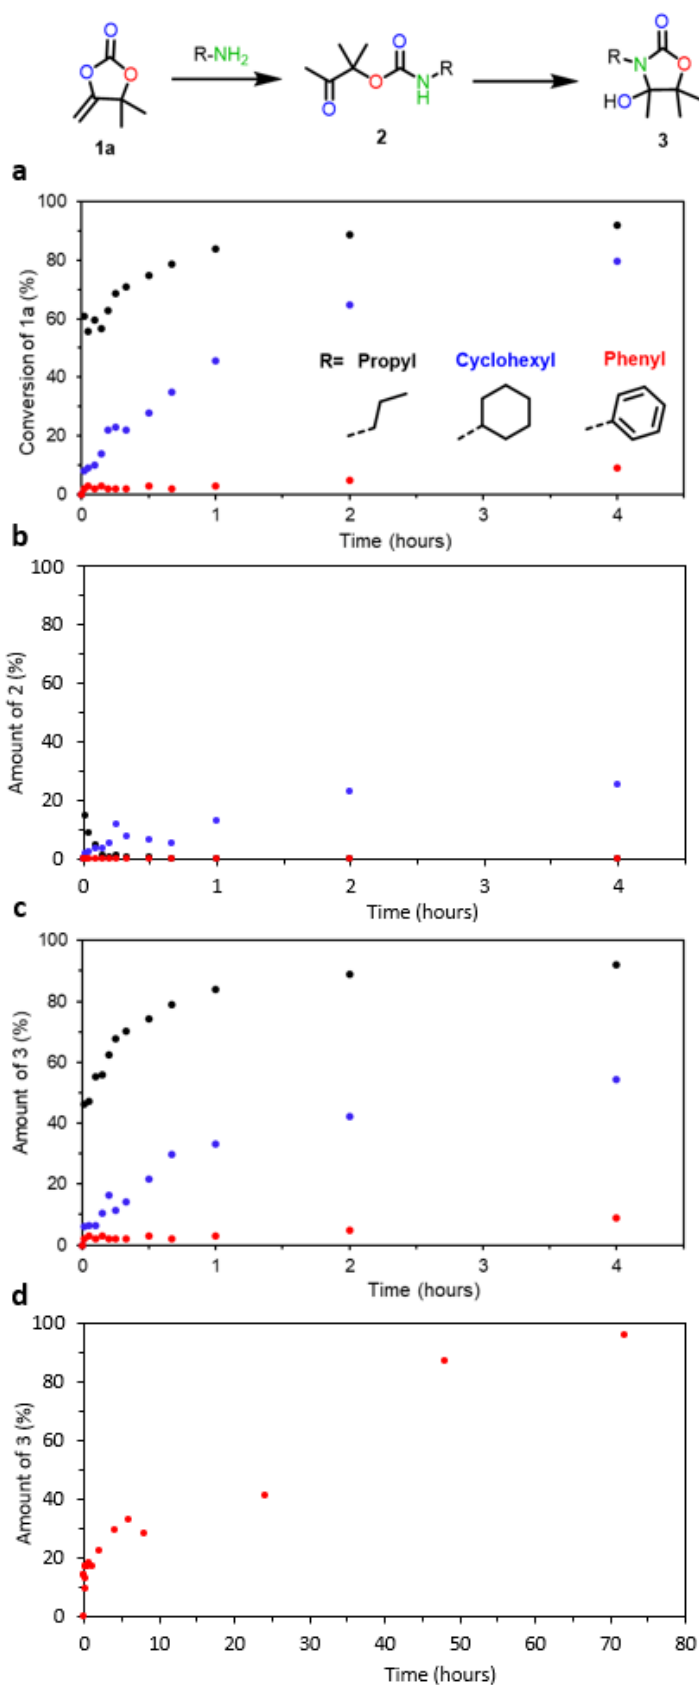 O
O O
1a
R-NH₂
O
O
O N R
H
2
R O
N O
HO
3
a
Conversion of 1a (%)
100
80
60
40
20
0
R= Propyl Cyclohexyl Phenyl
0 1 2 3 4
Time (hours)
b
Amount of 2 (%)
100
80
60
40
20
0
0 1 2 3 4
Time (hours)
c
Amount of 3 (%)
100
80
60
40
20
0
0 1 2 3 4
Time (hours)
d
Amount of 3 (%)
100
80
60
40
20
0
0 10 20 30 40 50 60 70 80
Time (hours)